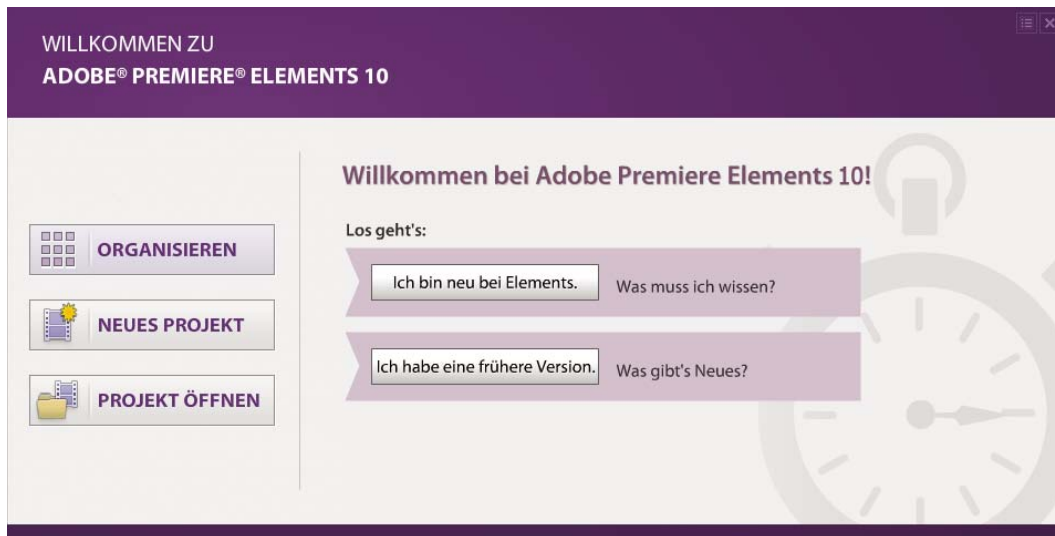 WILLKOMMEN ZU
ADOBE® PREMIERE® ELEMENTS 10
ORGANISIEREN
NEUES PROJEKT
PROJEKT ÖFFNEN
Willkommen bei Adobe Premiere Elements 10!
Los geht's:
Ich bin neu bei Elements. Was muss ich wissen?
Ich habe eine frühere Version. Was gibt's Neues?